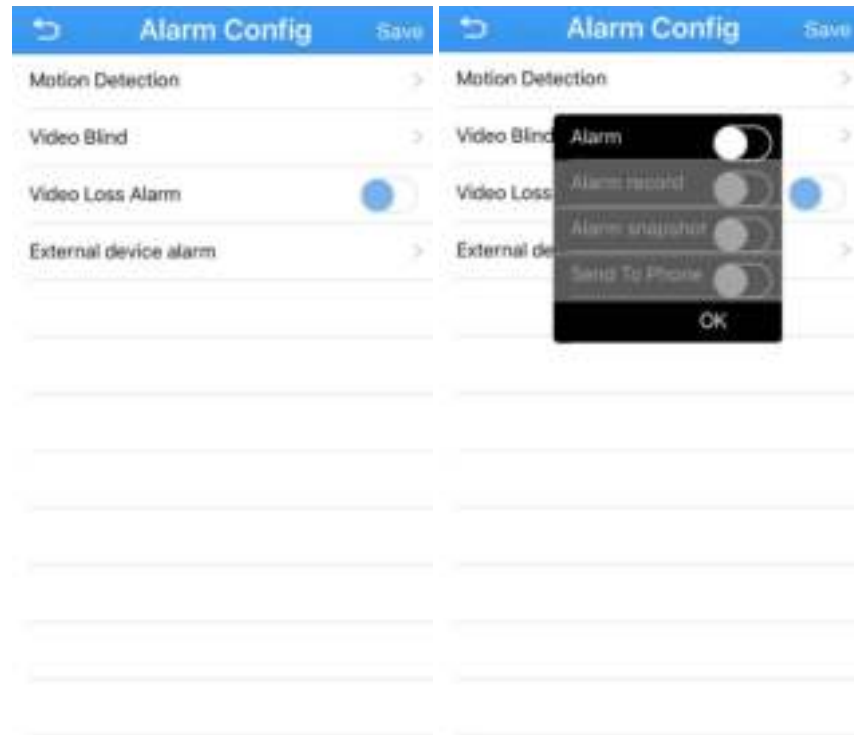 Alarm Config Save
Motion Detection
Video Blind
Video Loss Alarm
External device alarm
Alarm Config Save
Motion Detection
Video Blind
Alarm
Alarm record
Video Loss
Alarm snapshot
External de
Send To Phone
OK